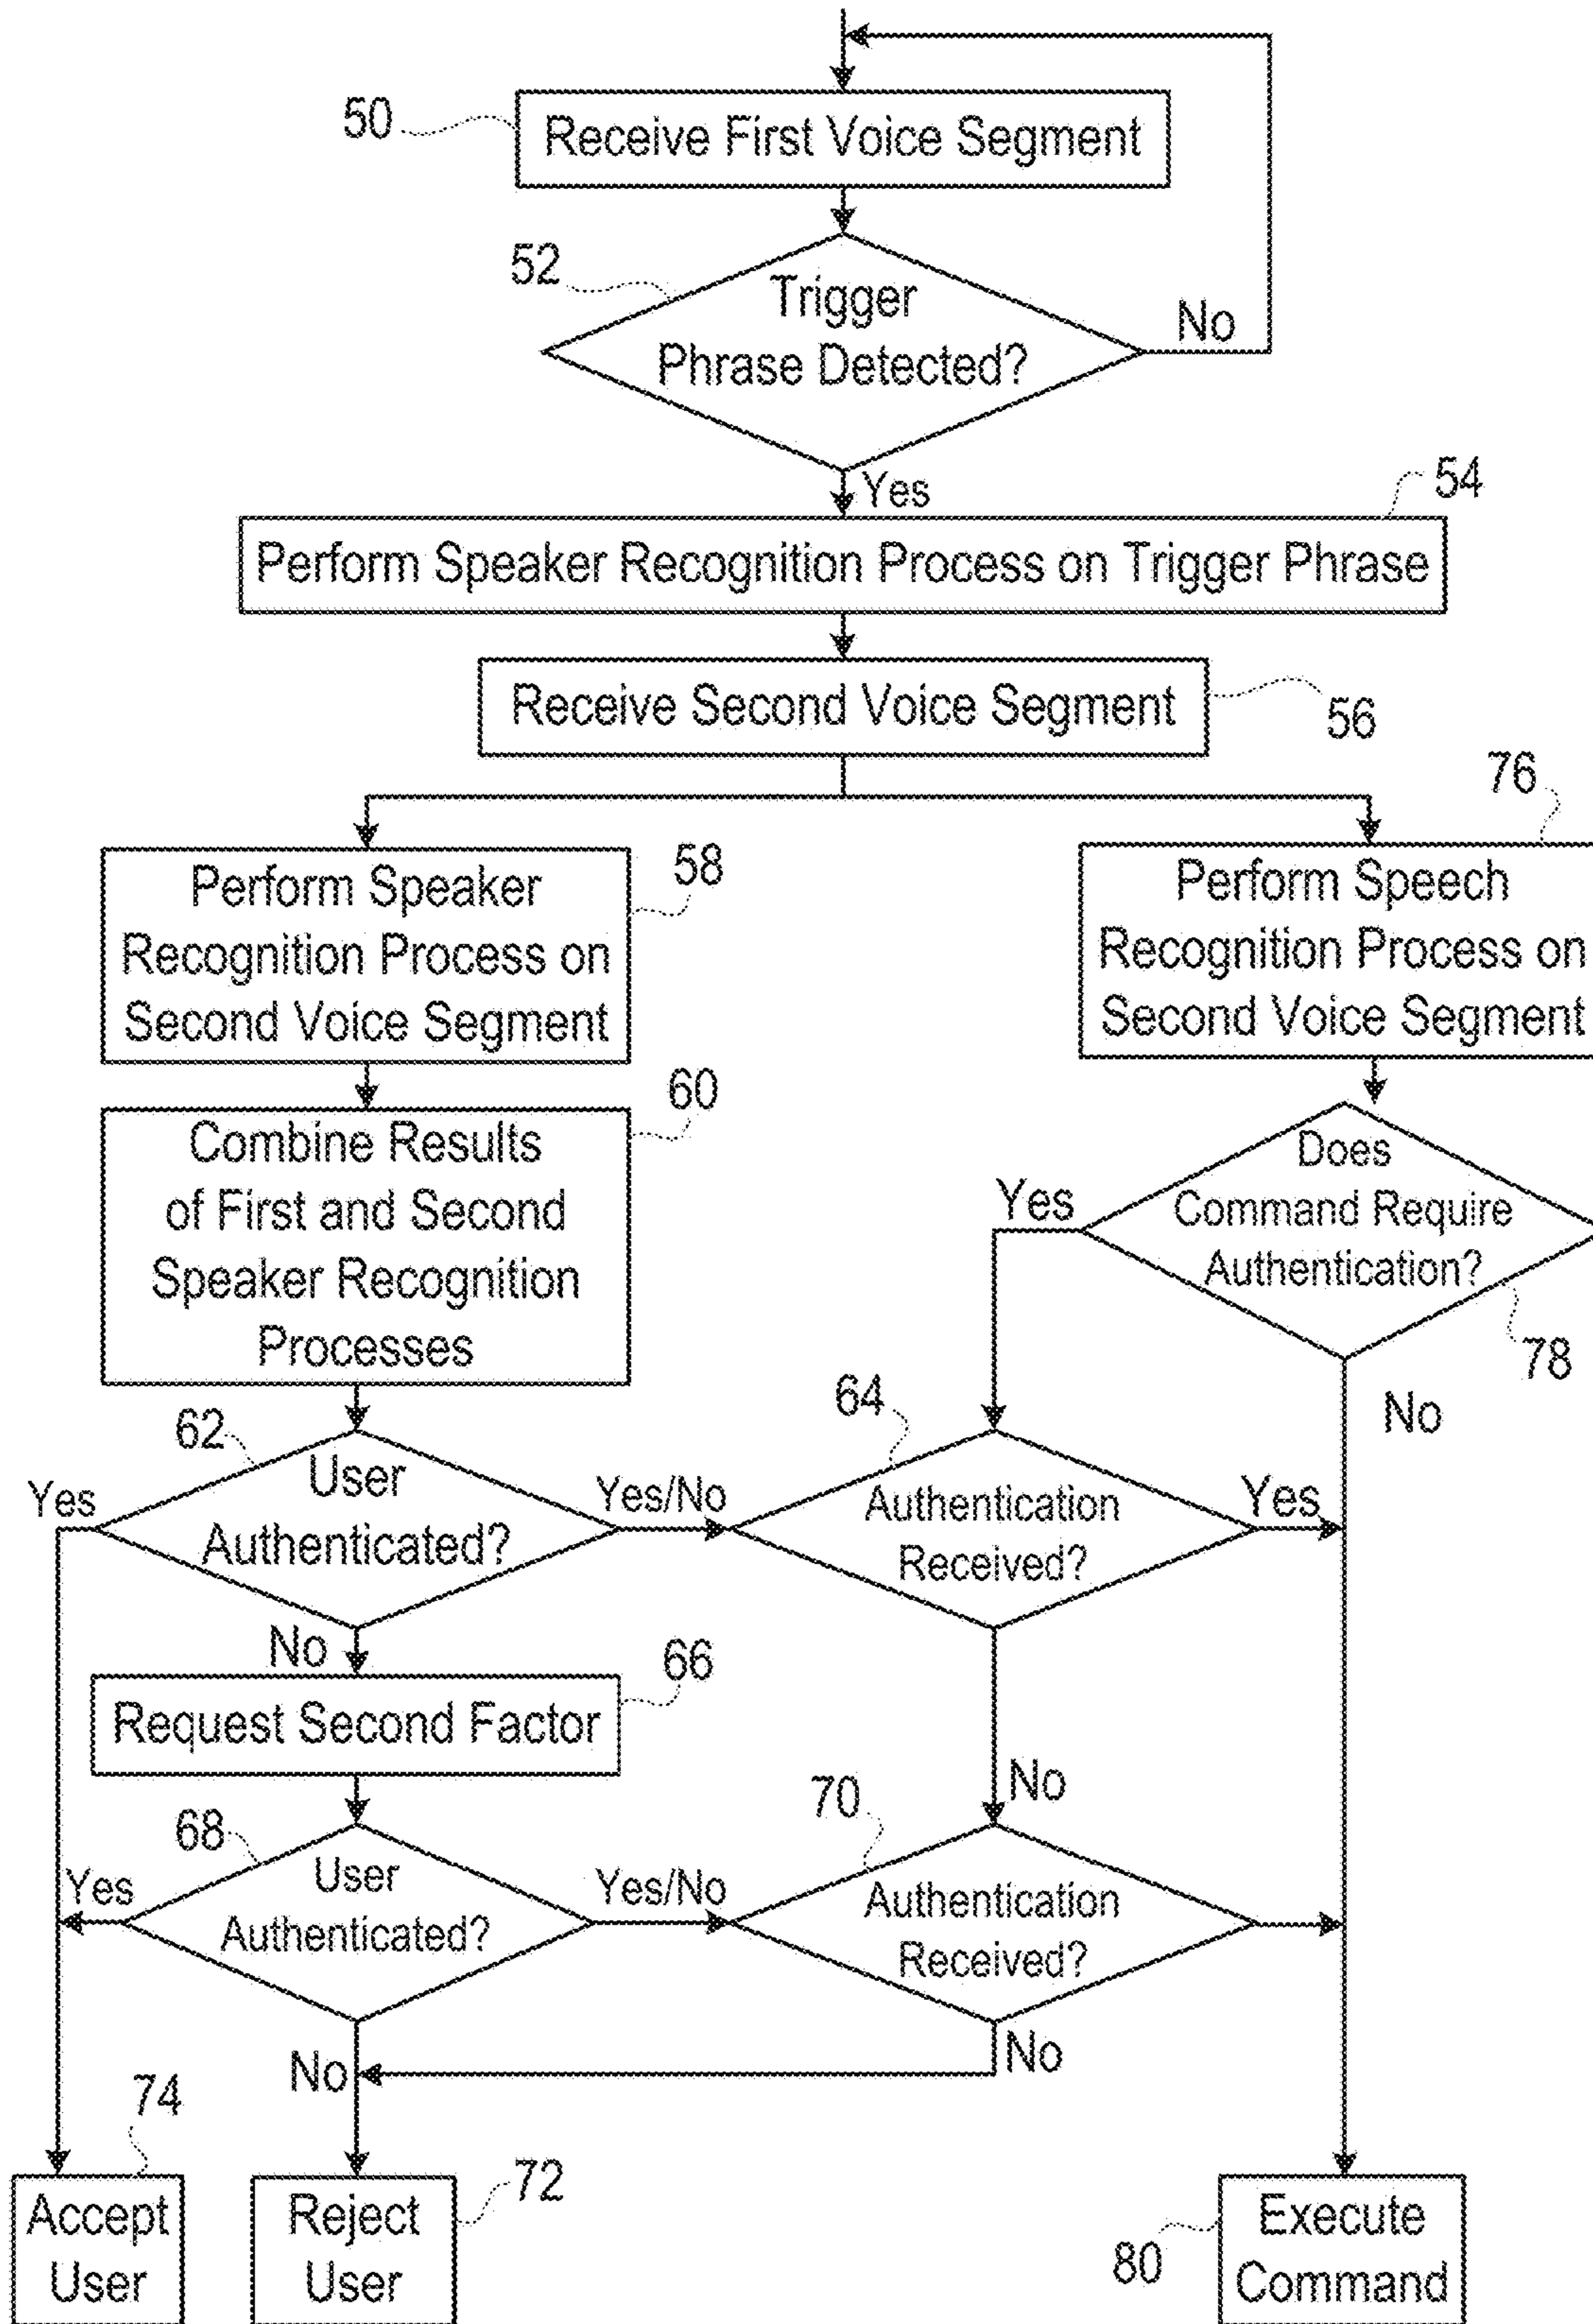 50
Receive First Voice Segment
52
Trigger
Phrase Detected?
No
Yes
54
Perform Speaker Recognition Process on Trigger Phrase
Receive Second Voice Segment
56
76
58
Perform Speaker
Recognition Process on
Second Voice Segment
Perform Speech
Recognition Process on
Second Voice Segment
60
Combine Results
of First and Second
Speaker Recognition
Processes
Does
Command Require
Authentication?
Yes
78
No
62
User
Authenticated?
Yes
Yes/No
64
Authentication
Received?
Yes
No
66
Request Second Factor
No
68
User
Authenticated?
Yes
Yes/No
70
Authentication
Received?
No
No
74
Accept
User
72
Reject
User
80
Execute
Command